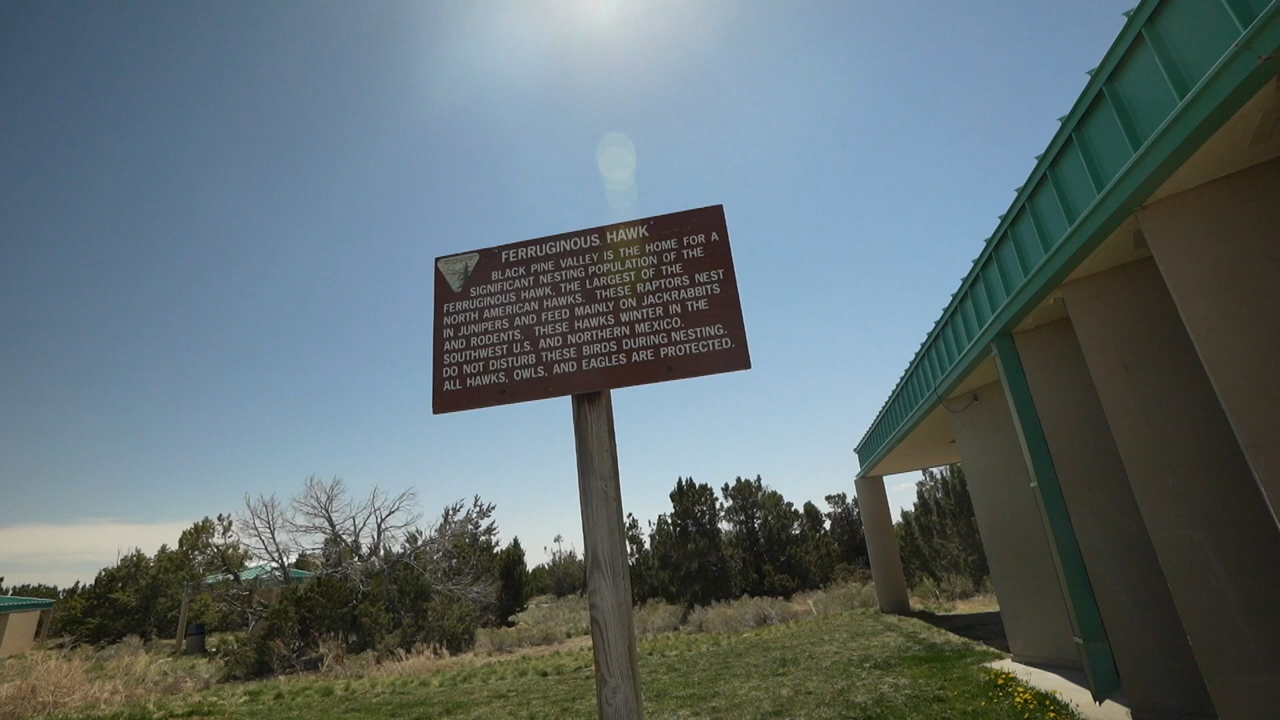 FERRUGINOUS HAWK
BLACK PINE VALLEY IS THE HOME FOR A
SIGNIFICANT NESTING POPULATION OF THE
FERRUGINOUS HAWK, THE LARGEST OF THE
NORTH AMERICAN HAWKS. THESE RAPTORS NEST
IN JUNIPERS AND FEED MAINLY ON JACKRABBITS
AND RODENTS. THESE HAWKS WINTER IN THE
SOUTHWEST U.S. AND NORTHERN MEXICO.
DO NOT DISTURB THESE BIRDS DURING NESTING.
ALL HAWKS, OWLS, AND EAGLES ARE PROTECTED.